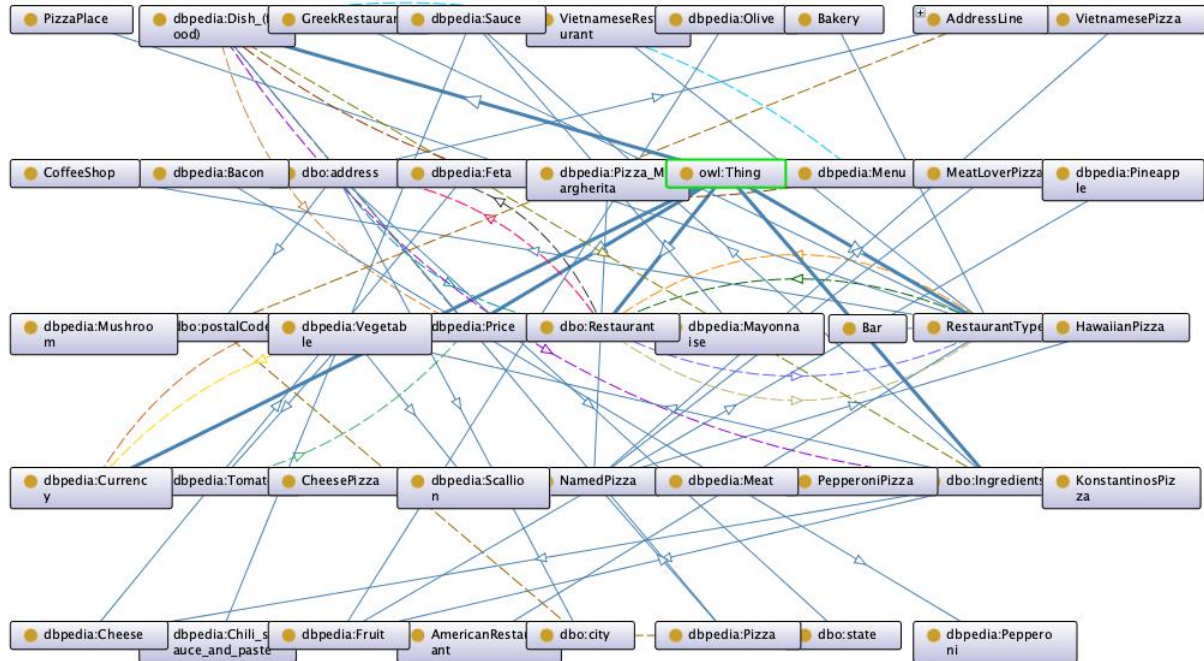 PizzaPlace
dbpedia:Dish_(f
ood)
GreekRestaurar
dbpedia:Sauce
VietnameseRes
urant
dbpedia:Olive
Bakery
AddressLine
VietnamesePizza
CoffeeShop
dbpedia:Bacon
dbo:address
dbpedia:Feta
dbpedia:Pizza_M
argherita
owl:Thing
dbpedia:Menu
MeatLoverPizza
dbpedia:Pineapp
le
dbpedia:Mushroo
m
dbo:postalCode
dbpedia:Vegetab
le
dbpedia:Price
dbo:Restaurant
dbpedia:Mayonna
ise
Bar
RestaurantType
HawaiianPizza
dbpedia:Currenc
y
dbpedia:Tomat
CheesePizza
dbpedia:Scallio
n
NamedPizza
dbpedia:Meat
PepperoniPizza
dbo:Ingredients
KonstantinosPiz
za
dbpedia:Cheese
dbpedia:Chili_s
auce_and_paste
dbpedia:Fruit
AmericanRestau
ant
dbo:city
dbpedia:Pizza
dbo:state
dbpedia:Peppero
ni